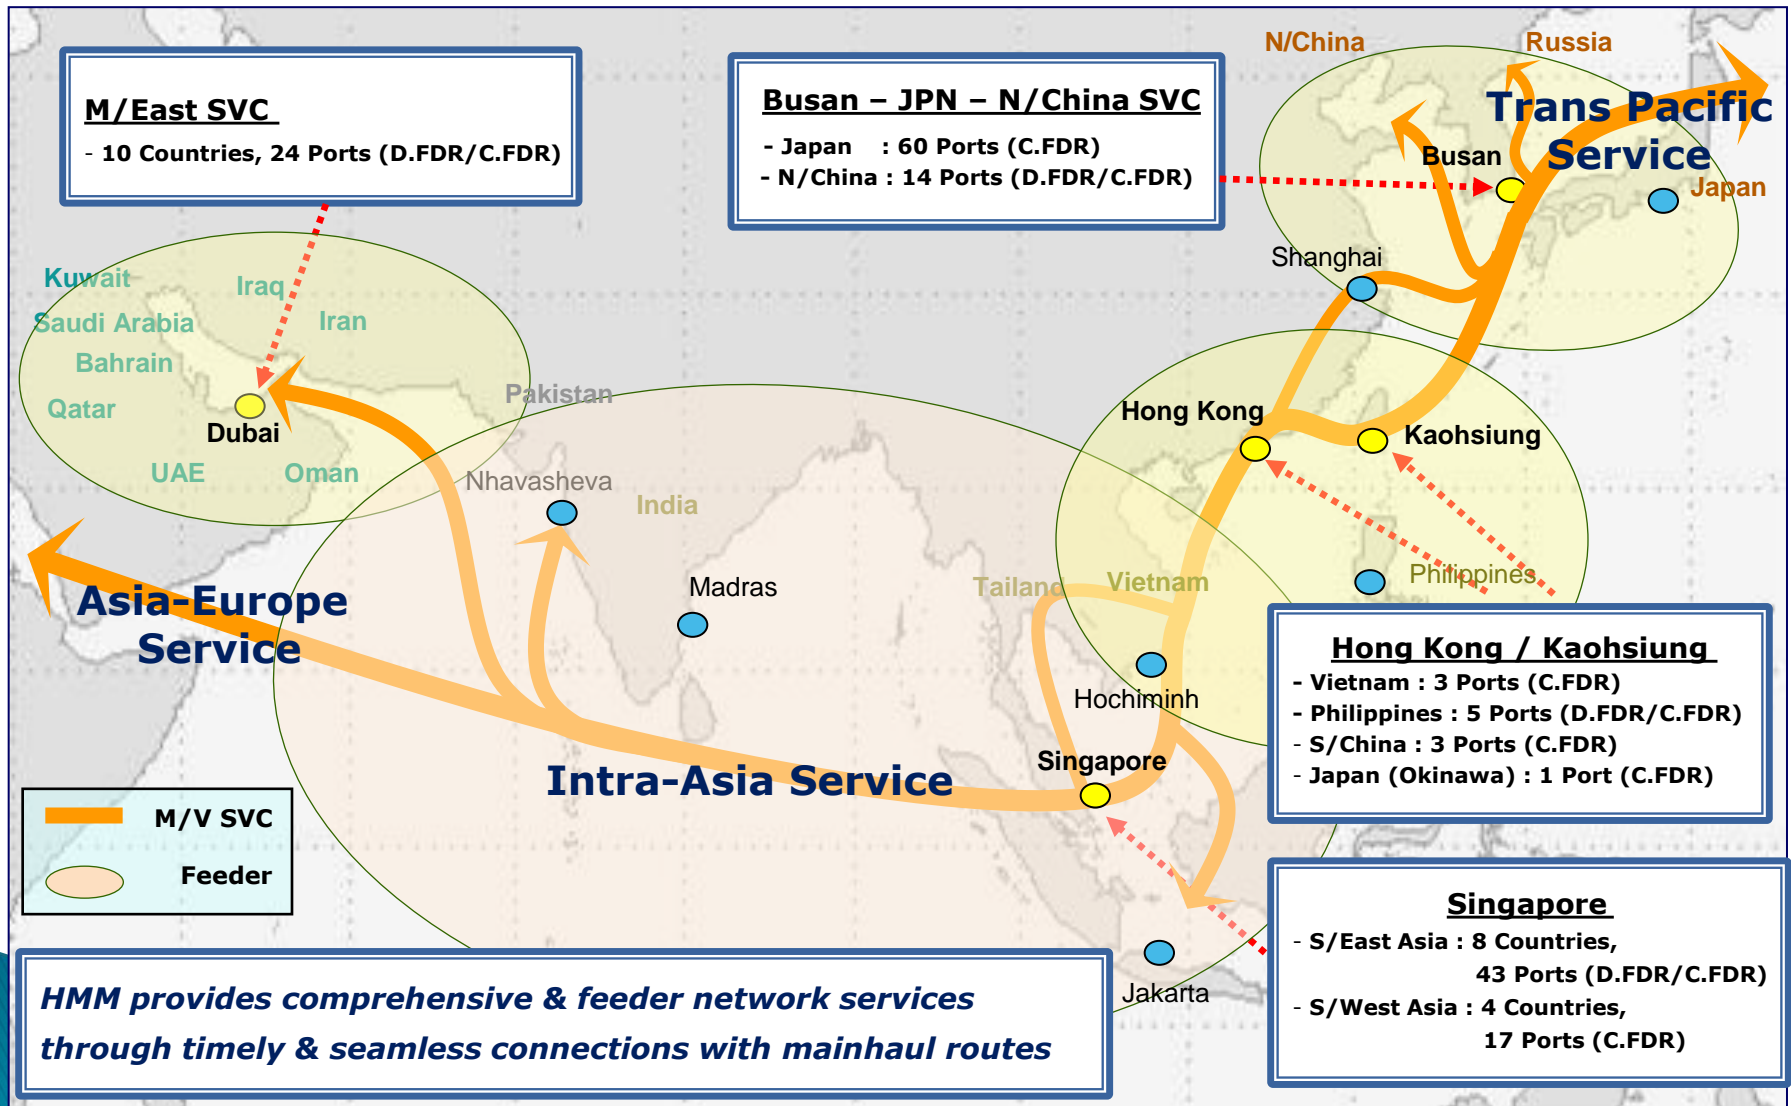 N/China
Russia
M/East SVC
- 10 Countries, 24 Ports (D.FDR/C.FDR)
Busan – JPN – N/China SVC
- Japan : 60 Ports (C.FDR)
- N/China : 14 Ports (D.FDR/C.FDR)
Trans Pacific
Service
Busan
Japan
Shanghai
Kuwait
Iraq
Saudi Arabia
Iran
Bahrain
Qatar
Dubai
UAE
Oman
Pakistan
Nhavasheva
India
Madras
Hong Kong
Kaohsiung
Tailand
Vietnam
Philippines
Asia-Europe
Service
Hochiminh
Singapore
Intra-Asia Service
Hong Kong / Kaohsiung
- Vietnam : 3 Ports (C.FDR)
- Philippines : 5 Ports (D.FDR/C.FDR)
- S/China : 3 Ports (C.FDR)
- Japan (Okinawa) : 1 Port (C.FDR)
M/V SVC
Feeder
Singapore
- S/East Asia : 8 Countries,
43 Ports (D.FDR/C.FDR)
- S/West Asia : 4 Countries,
17 Ports (C.FDR)
Jakarta
HMM provides comprehensive & feeder network services
through timely & seamless connections with mainhaul routes